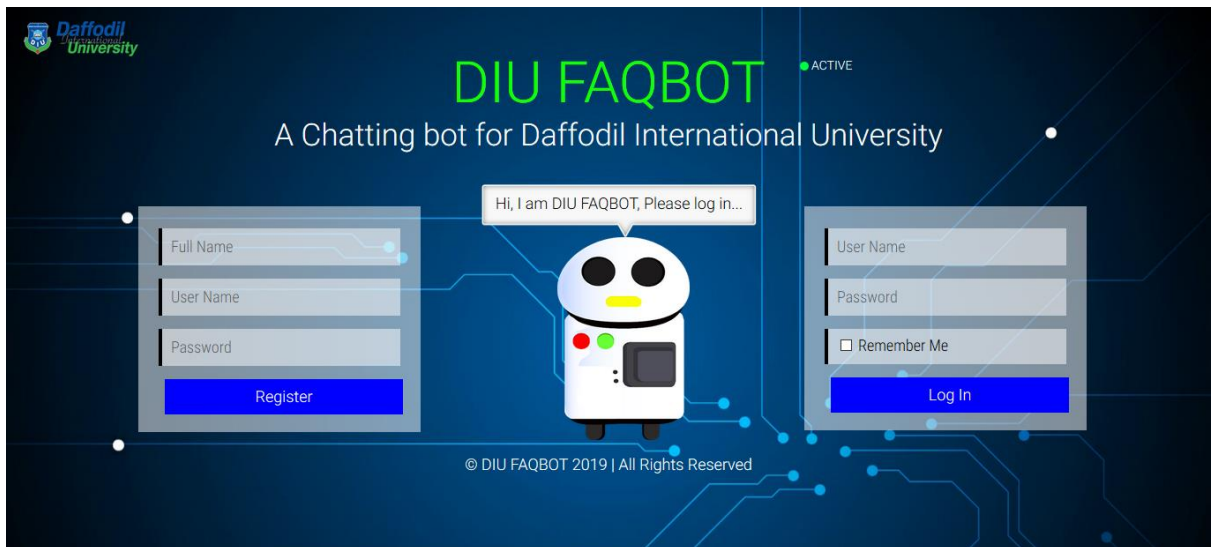 Daffodil
International
University
DIU FAQBOT
ACTIVE
A Chatting bot for Daffodil International University
Hi, I am DIU FAQBOT, Please log in...
Full Name
User Name
Password
Register
User Name
Password
Remember Me
Log In
© DIU FAQBOT 2019 | All Rights Reserved